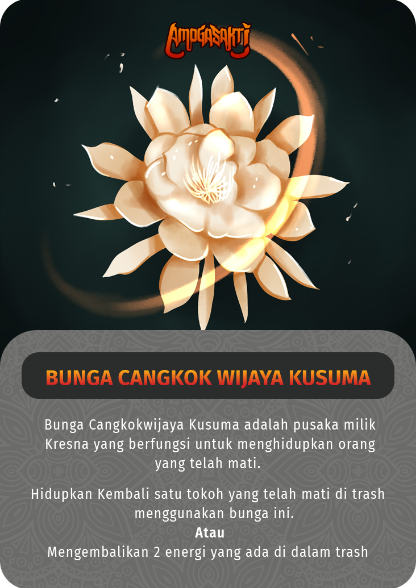 AMOGASAKTI
BUNGA CANGKOK WIJAYA KUSUMA
Bunga Cangkokwijaya Kusuma adalah pusaka milik
Kresna yang berfungsi untuk menghidupkan orang
yang telah mati.
Hidupkan Kembali satu tokoh yang telah mati di trash
menggunakan bunga ini.
Atau
Mengembalikan 2 energi yang ada di dalam trash